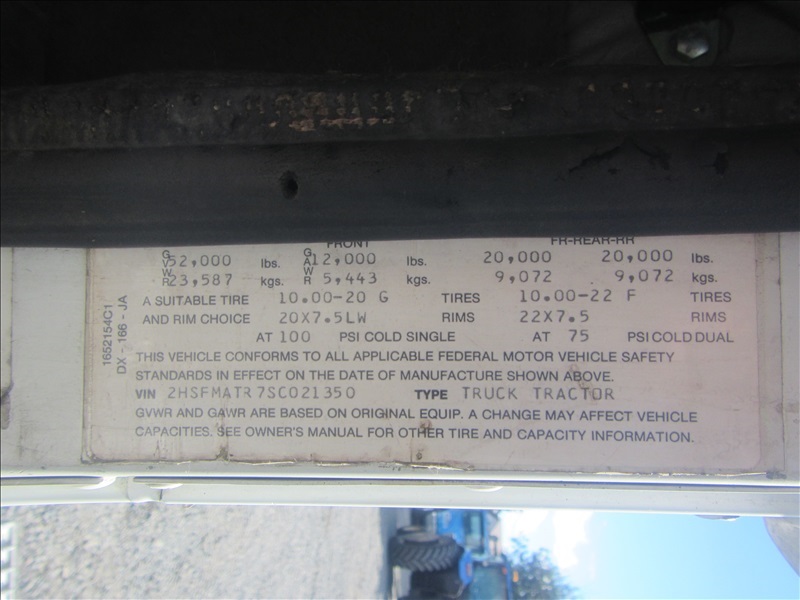 FRONT FR-REAR-RR
GVWR 52,000 lbs. GAWR 12,000 lbs. 20,000 20,000 lbs.
23,587 kgs. 5,443 kgs. 9,072 9,072 kgs.
A SUITABLE TIRE 10.00-20 G TIRES 10.00-22 F TIRES
AND RIM CHOICE 20X7.5LW RIMS 22X7.5 RIMS
AT 100 PSI COLD SINGLE AT 75 PSI COLD DUAL
THIS VEHICLE CONFORMS TO ALL APPLICABLE FEDERAL MOTOR VEHICLE SAFETY
STANDARDS IN EFFECT ON THE DATE OF MANUFACTURE SHOWN ABOVE.
VIN 2HSFMATR7SC021350 TYPE TRUCK TRACTOR
GVWR AND GAWR ARE BASED ON ORIGINAL EQUIP. A CHANGE MAY AFFECT VEHICLE
CAPACITIES. SEE OWNER'S MANUAL FOR OTHER TIRE AND CAPACITY INFORMATION.
1652154C1
DX - 166 - JA